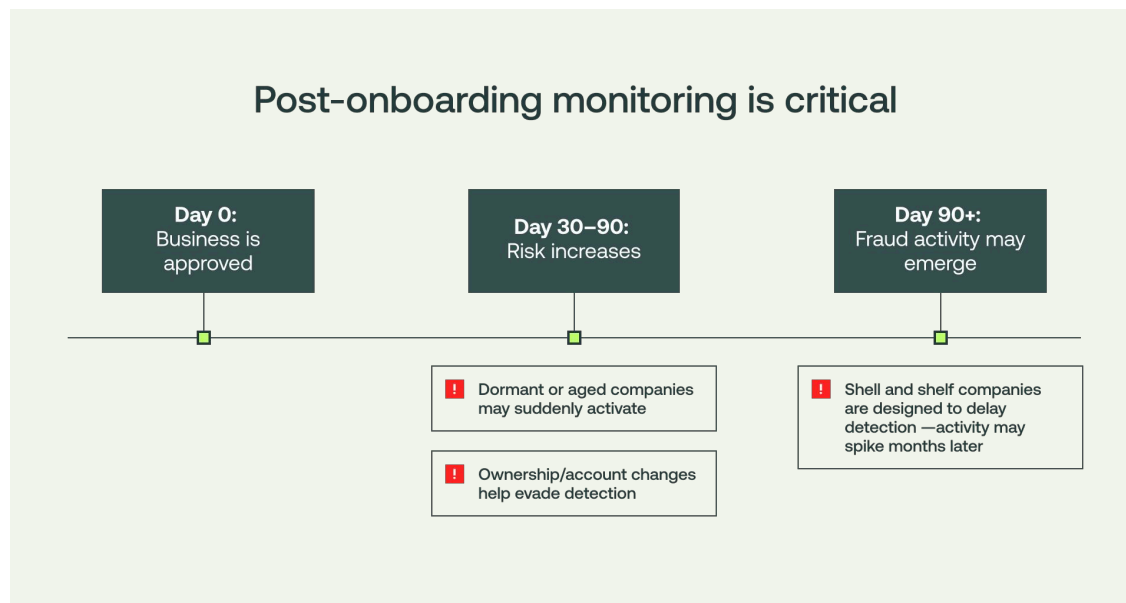 Post-onboarding monitoring is critical
Day 0:
Business is
approved
Day 30–90:
Risk increases
Day 90+:
Fraud activity may
emerge
!
Dormant or aged companies
may suddenly activate
!
Ownership/account changes
help evade detection
!
Shell and shelf companies
are designed to delay
detection —activity may
spike months later